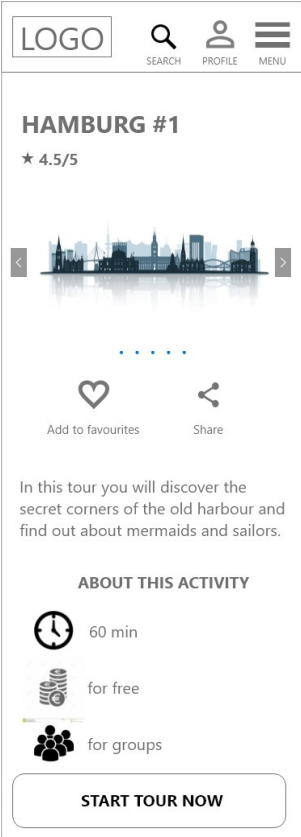 LOGO
SEARCH
PROFILE
MENU
HAMBURG #1
★ 4.5/5
Add to favourites
Share
In this tour you will discover the
secret corners of the old harbour and
find out about mermaids and sailors.
ABOUT THIS ACTIVITY
60 min
for free
for groups
START TOUR NOW